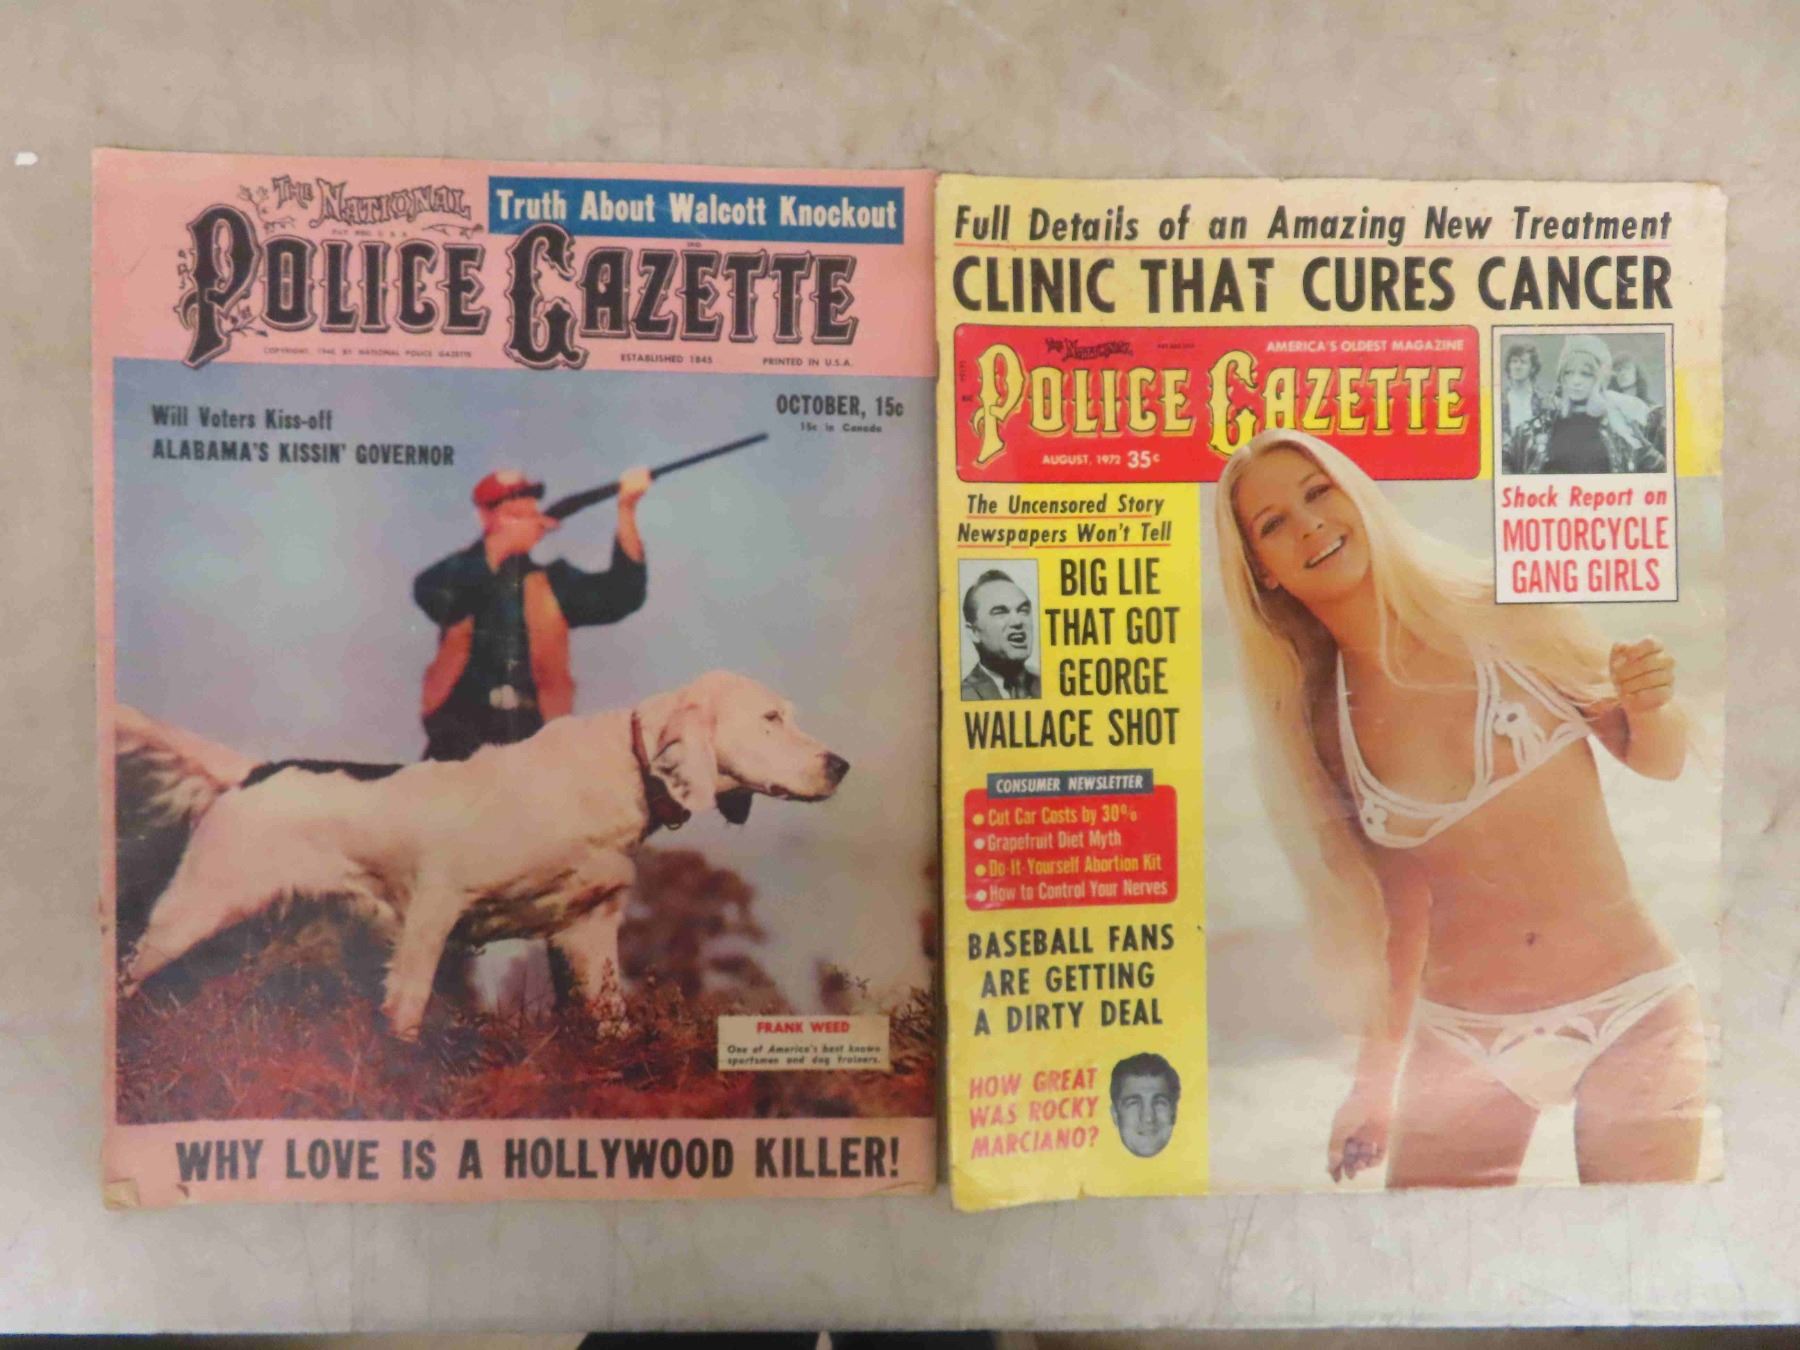 THE NATIONAL
Truth About Walcott Knockout
POLICE GAZETTE
ESTABLISHED 1845
PRINTED IN U.S.A.
Will Voters Kiss-off
ALABAMA'S KISSIN' GOVERNOR
OCTOBER, 15c
15c in Canada
FRANK WEED
One of America's best known
sportsmen and dog trainers.
WHY LOVE IS A HOLLYWOOD KILLER!
Full Details of an Amazing New Treatment
CLINIC THAT CURES CANCER
THE NATIONAL
AMERICA'S OLDEST MAGAZINE
POLICE GAZETTE
AUGUST, 1972 35c
Shock Report on
MOTORCYCLE
GANG GIRLS
The Uncensored Story
Newspapers Won't Tell
BIG LIE
THAT GOT
GEORGE
WALLACE SHOT
CONSUMER NEWSLETTER
• Cut Car Costs by 30%
• Grapefruit Diet Myth
• Do-It-Yourself Abortion Kit
• How to Control Your Nerves
BASEBALL FANS
ARE GETTING
A DIRTY DEAL
HOW GREAT
WAS ROCKY
MARCIANO?